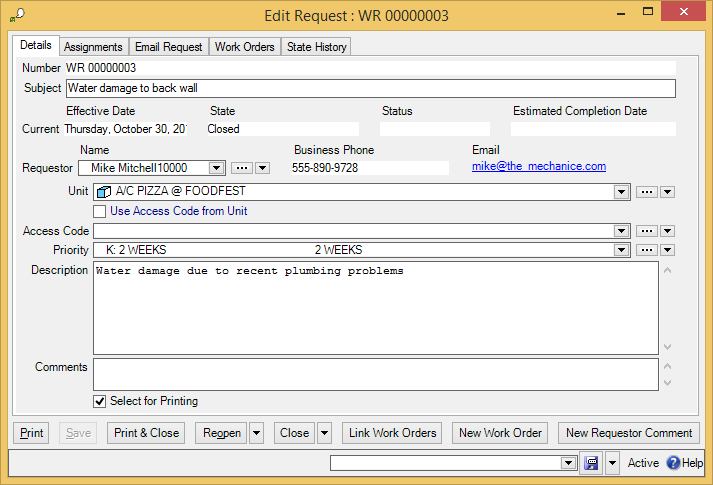 Edit Request : WR 00000003
Details Assignments Email Request Work Orders State History
Number WR 00000003
Subject Water damage to back wall
Effective Date State Status Estimated Completion Date
Current Thursday, October 30, 20 Closed
Name Business Phone Email
Requestor Mike Mitchell10000 ... 555-890-9728 mike@the_mechanice.com
Unit A/C PIZZA @ FOODFEST ...
Use Access Code from Unit
Access Code ...
Priority K: 2 WEEKS 2 WEEKS ...
Description Water damage due to recent plumbing problems
Comments
Select for Printing
Print Save Print & Close Reopen Close Link Work Orders New Work Order New Requestor Comment
Active Help